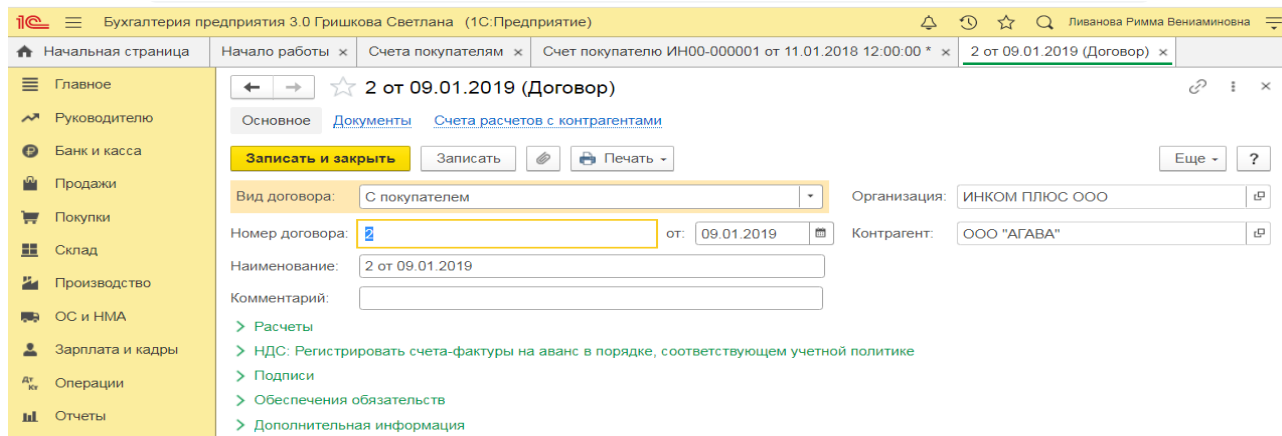 1С Бухгалтерия предприятия 3.0 Гришкова Светлана (1С:Предприятие) Ливанова Римма Вениаминовна
Начальная страница Начало работы × Счета покупателям × Счет покупателю ИН00-000001 от 11.01.2018 12:00:00 * × 2 от 09.01.2019 (Договор) ×
Главное
Руководителю
Банк и касса
Продажи
Покупки
Склад
Производство
ОС и НМА
Зарплата и кадры
Дт Кт Операции
Отчеты
2 от 09.01.2019 (Договор)
Основное Документы Счета расчетов с контрагентами
Записать и закрыть Записать Печать Еще ?
Вид договора: С покупателем Организация: ИНКОМ ПЛЮС ООО
Номер договора: 2 от: 09.01.2019 Контрагент: ООО "АГАВА"
Наименование: 2 от 09.01.2019
Комментарий:
Расчеты
НДС: Регистрировать счета-фактуры на аванс в порядке, соответствующем учетной политике
Подписи
Обеспечения обязательств
Дополнительная информация